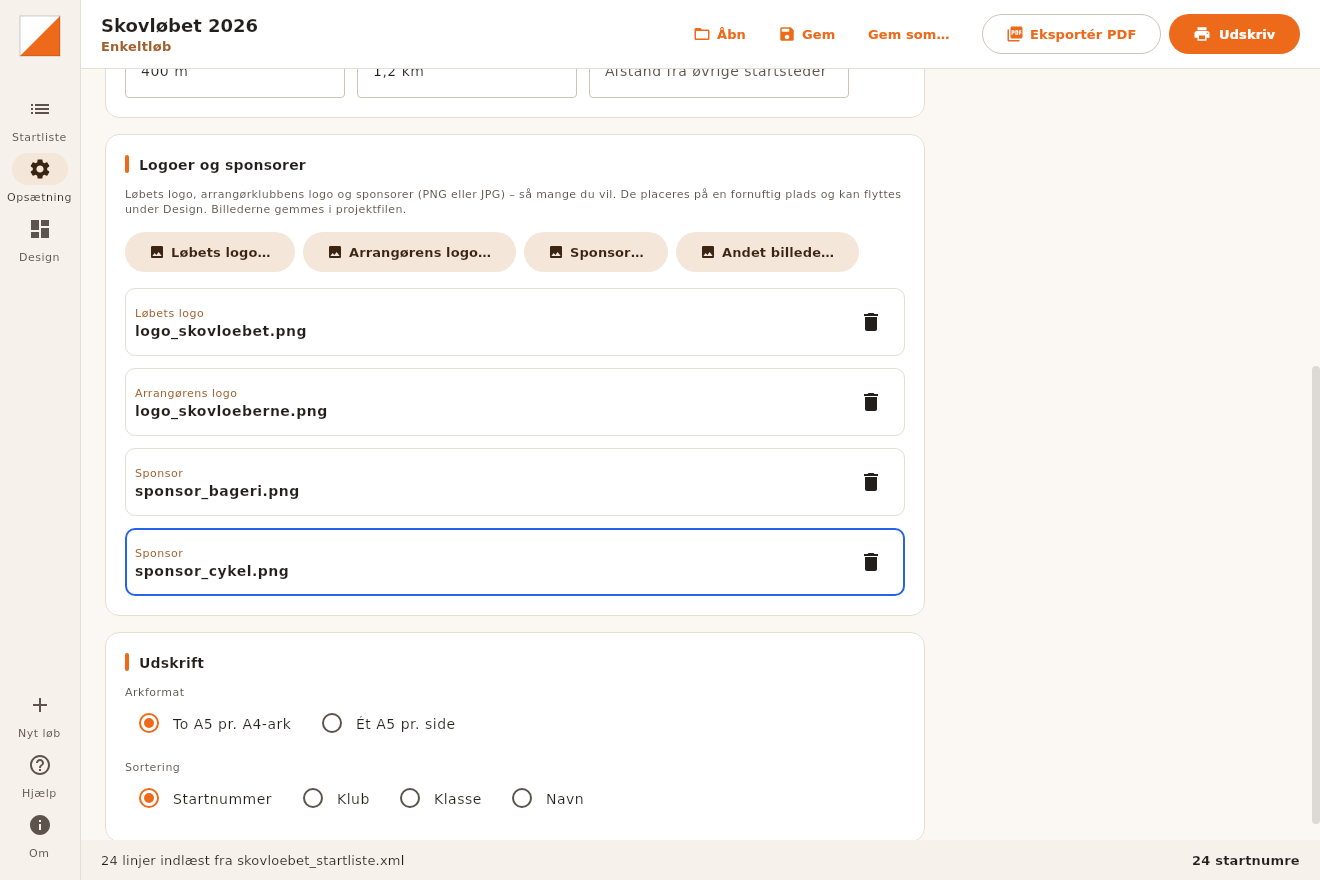 Skovløbet 2026
Enkeltløb
Åbn
Gem
Gem som...
Eksportér PDF
Udskriv
Startliste
Opsætning
Design
Nyt løb
Hjælp
Om
400 m
1,2 km
Afstand fra øvrige startsteder
Logoer og sponsorer
Løbets logo, arrangørklubbens logo og sponsorer (PNG eller JPG) – så mange du vil. De placeres på en fornuftig plads og kan flyttes
under Design. Billederne gemmes i projektfilen.
Løbets logo...
Arrangørens logo...
Sponsor...
Andet billede...
Løbets logo
logo_skovloebet.png
Arrangørens logo
logo_skovloeberne.png
Sponsor
sponsor_bageri.png
Sponsor
sponsor_cykel.png
Udskrift
Arkformat
To A5 pr. A4-ark
Ét A5 pr. side
Sortering
Startnummer
Klub
Klasse
Navn
24 linjer indlæst fra skovloebet_startliste.xml
24 startnumre